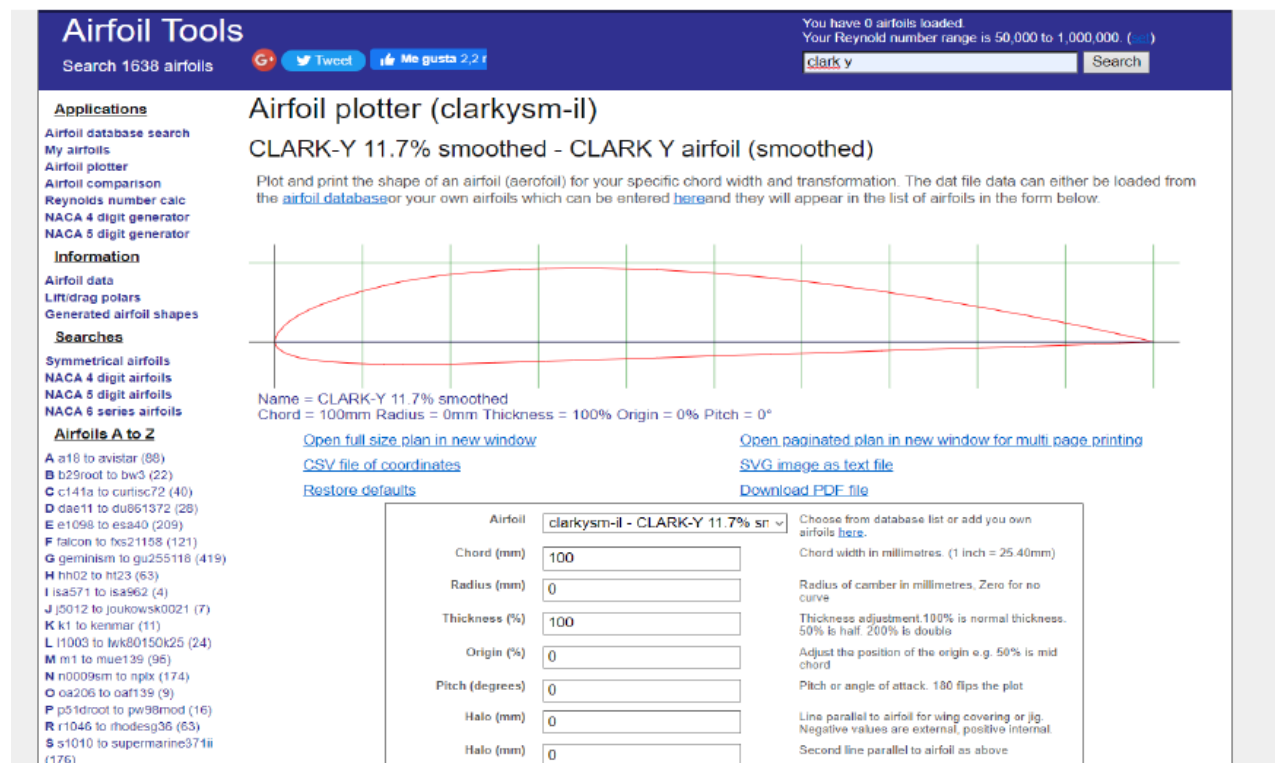 Airfoil Tools
Search 1638 airfoils
G+ Tweet Me gusta 2,2 r
You have 0 airfoils loaded.
Your Reynold number range is 50,000 to 1,000,000. (set)
clark y Search
Applications
Airfoil database search
My airfoils
Airfoil plotter
Airfoil comparison
Reynolds number calc
NACA 4 digit generator
NACA 5 digit generator
Information
Airfoil data
Lift/drag polars
Generated airfoil shapes
Searches
Symmetrical airfoils
NACA 4 digit airfoils
NACA 5 digit airfoils
NACA 6 series airfoils
Airfoils A to Z
A a18 to avistar (88)
B b29root to bw3 (22)
C c141a to curtisc72 (40)
D dae11 to du861372 (28)
E e1098 to esa40 (209)
F falcon to fxs21158 (121)
G geminism to gu255118 (419)
H hh02 to ht23 (63)
I isa571 to isa962 (4)
J j5012 to joukowsk0021 (7)
K k1 to kenmar (11)
L l1003 to lwk80150k25 (24)
M m1 to mue139 (95)
N n0009sm to nplx (174)
O oa206 to oaf139 (9)
P p51droot to pw98mod (16)
R r1046 to rhodesg36 (63)
S s1010 to supermarine371ii
(176)
Airfoil plotter (clarkysm-il)
CLARK-Y 11.7% smoothed - CLARK Y airfoil (smoothed)
Plot and print the shape of an airfoil (aerofoil) for your specific chord width and transformation. The dat file data can either be loaded from
the airfoil databaseor your own airfoils which can be entered hereand they will appear in the list of airfoils in the form below.
Name = CLARK-Y 11.7% smoothed
Chord = 100mm Radius = 0mm Thickness = 100% Origin = 0% Pitch = 0°
Open full size plan in new window Open paginated plan in new window for multi page printing
CSV file of coordinates SVG image as text file
Restore defaults Download PDF file
Airfoil clarkysm-il - CLARK-Y 11.7% sm Choose from database list or add you own
airfoils here.
Chord (mm) 100 Chord width in millimetres. (1 inch = 25.40mm)
Radius (mm) 0 Radius of camber in millimetres, Zero for no
curve
Thickness (%) 100 Thickness adjustment.100% is normal thickness.
50% is half. 200% is double
Origin (%) 0 Adjust the position of the origin e.g. 50% is mid
chord
Pitch (degrees) 0 Pitch or angle of attack. 180 flips the plot
Halo (mm) 0 Line parallel to airfoil for wing covering or jig.
Negative values are external, positive internal.
Halo (mm) 0 Second line parallel to airfoil as above